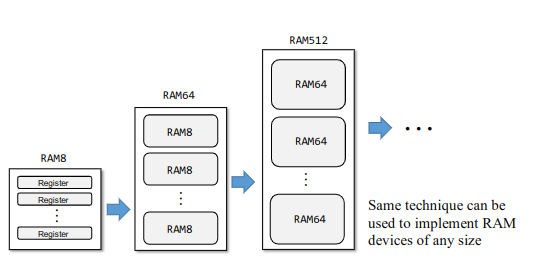 RAM8
Register
Register
⋮
Register
RAM64
RAM8
RAM8
⋮
RAM8
RAM512
RAM64
RAM64
⋮
RAM64
...
Same technique can be
used to implement RAM
devices of any size